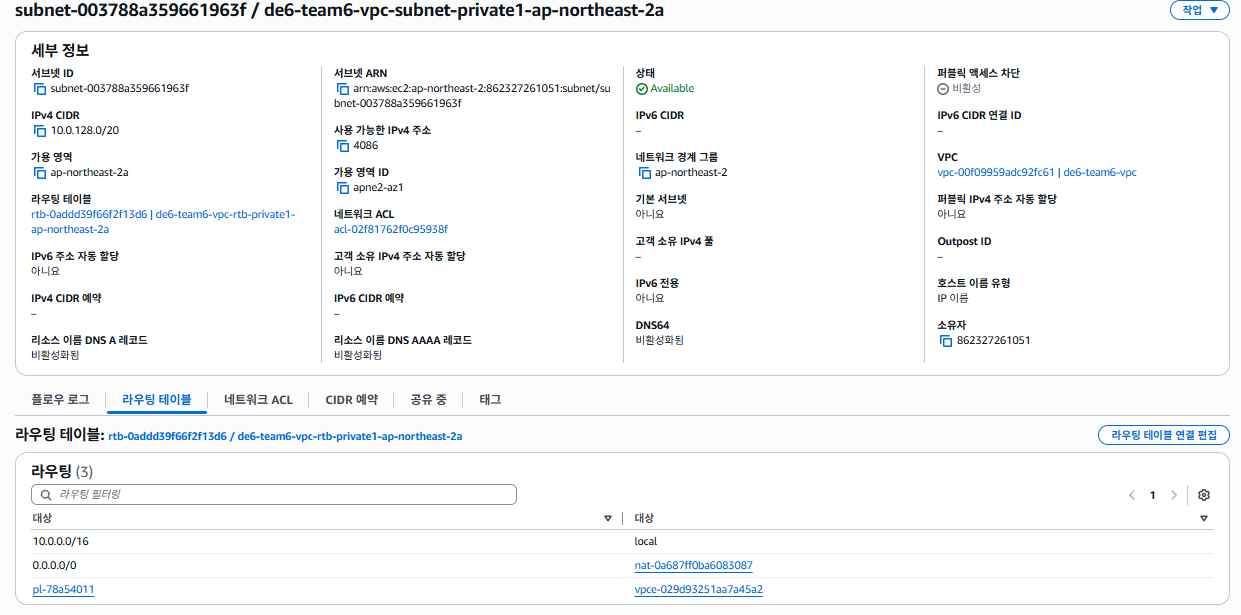 subnet-003788a359661963f / de6-team6-vpc-subnet-private1-ap-northeast-2a
작업
세부 정보
서브넷 ID
subnet-003788a359661963f
IPv4 CIDR
10.0.128.0/20
가용 영역
ap-northeast-2a
라우팅 테이블
rtb-0addd39f66f2f13d6 | de6-team6-vpc-rtb-private1-
ap-northeast-2a
IPv6 주소 자동 할당
아니요
IPv4 CIDR 예약
–
리소스 이름 DNS A 레코드
비활성화됨
서브넷 ARN
arn:aws:ec2:ap-northeast-2:862327261051:subnet/su
bnet-003788a359661963f
사용 가능한 IPv4 주소
4086
가용 영역 ID
apne2-az1
네트워크 ACL
acl-02f81762f0c95938f
고객 소유 IPv4 주소 자동 할당
아니요
IPv6 CIDR 예약
–
리소스 이름 DNS AAAA 레코드
비활성화됨
상태
Available
IPv6 CIDR
–
네트워크 경계 그룹
ap-northeast-2
기본 서브넷
아니요
고객 소유 IPv4 풀
–
IPv6 전용
아니요
DNS64
비활성화됨
퍼블릭 액세스 차단
비활성
IPv6 CIDR 연결 ID
–
VPC
vpc-00f09959adc92fc61 | de6-team6-vpc
퍼블릭 IPv4 주소 자동 할당
아니요
Outpost ID
–
호스트 이름 유형
IP 이름
소유자
862327261051
플로우 로그 라우팅 테이블 네트워크 ACL CIDR 예약 공유 중 태그
라우팅 테이블: rtb-0addd39f66f2f13d6 / de6-team6-vpc-rtb-private1-ap-northeast-2a
라우팅 테이블 연결 편집
라우팅 (3)
라우팅 필터링
1
대상 대상
10.0.0.0/16 local
0.0.0.0/0 nat-0a687ff0ba6083087
pl-78a54011 vpce-029d93251aa7a45a2